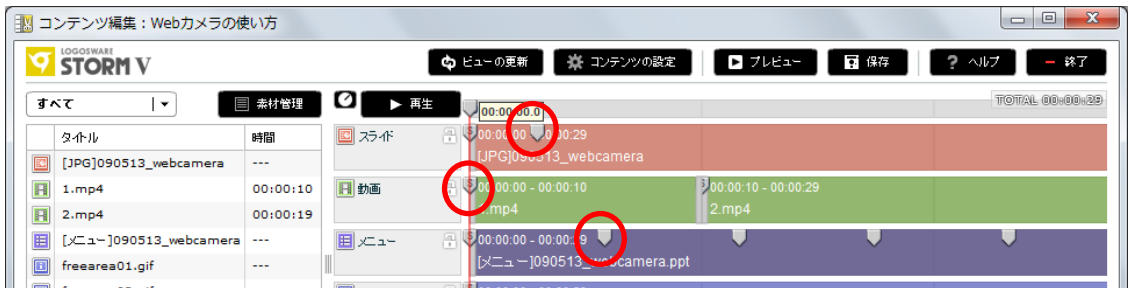 コンテンツ編集：Webカメラの使い方
LOGOSWARE
STORM V
ビューの更新 コンテンツの設定 プレビュー 保存 ? ヘルプ 終了
すべて 素材管理 再生 00:00:00.0 TOTAL 00:00:29
タイトル 時間
[JPG]090513_webcamera ---
1.mp4 00:00:10
2.mp4 00:00:19
[メニュー]090513_webcamera ---
freearea01.gif ---
スライド S 00:00:00 - 00:00:29
[JPG]090513_webcamera
動画 S 00:00:00 - 00:00:10 S 00:00:10 - 00:00:29
1.mp4 2.mp4
メニュー S 00:00:00 - 00:00:29
[メニュー]090513_webcamera.ppt